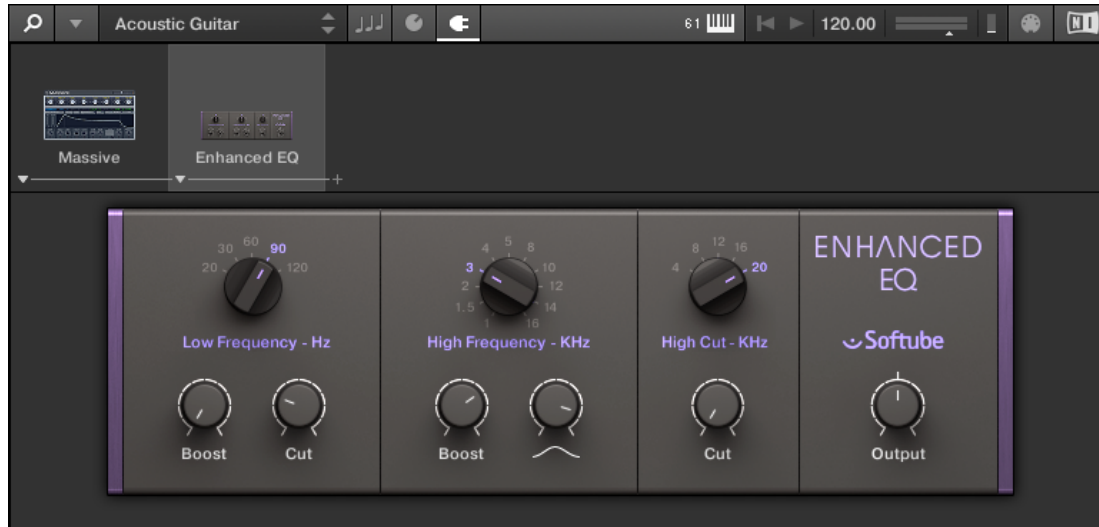 Acoustic Guitar
61
120.00
NI
Massive
Enhanced EQ
+
30 60 90
20 120
Low Frequency - Hz
Boost
Cut
4 5 8
3 10
2 12
1.5 14
1 16
High Frequency - KHz
Boost
8 12 16
4 20
High Cut - KHz
Cut
ENHANCED
EQ
Softube
Output